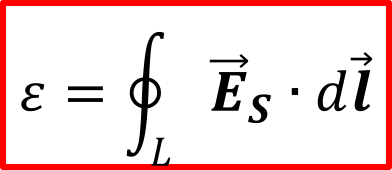 ε = ∮_L E⃗_S · dl⃗